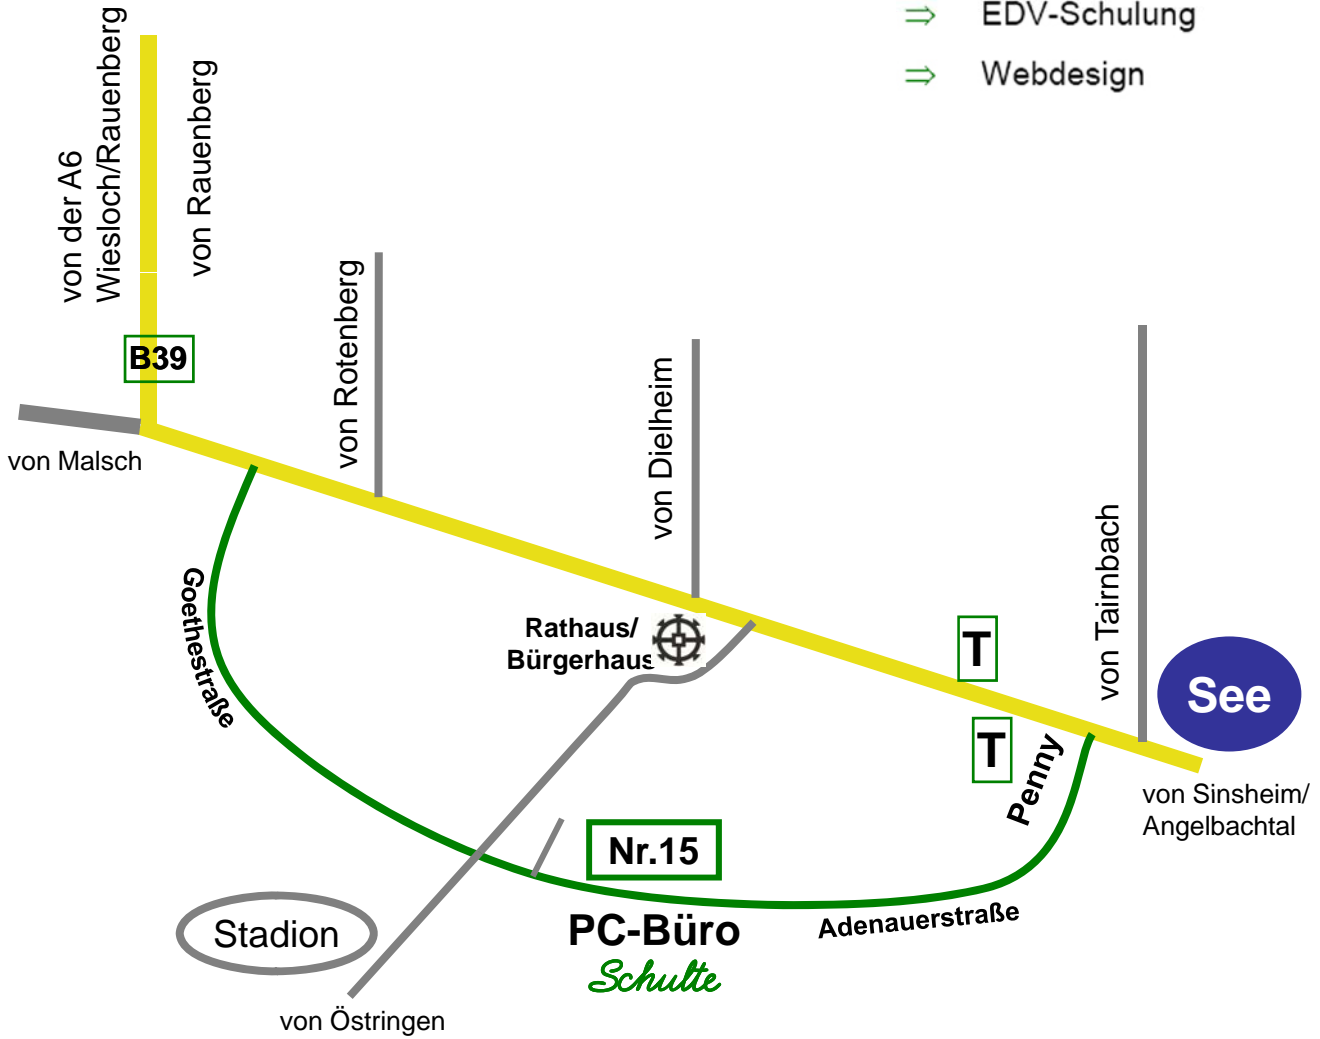 ⇒ EDV-Schulung
⇒ Webdesign
von der A6
Wiesloch/Rauenberg
von Rauenberg
B39
von Malsch
von Rotenberg
von Dielheim
von Tairnbach
Goethestraße
Rathaus/
Bürgerhaus
T
T
See
Penny
von Sinsheim/
Angelbachtal
Nr.15
Stadion
PC-Büro
Schulte
Adenauerstraße
von Östringen